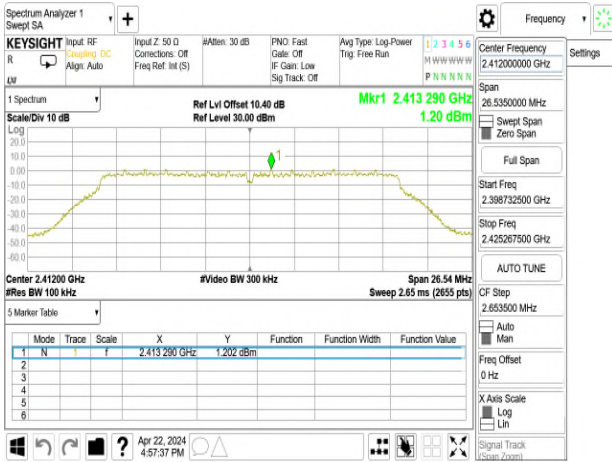 Spectrum Analyzer 1
Swept SA
Frequency
Settings
KEYSIGHT
R
Input: RF
Coupling: DC
Align: Auto
Input Z: 50 Ω
Corrections: Off
Freq Ref: Int (S)
#Atten: 30 dB
PNO: Fast
Gate: Off
IF Gain: Low
Sig Track: Off
Avg Type: Log-Power
Trig: Free Run
1 2 3 4 5 6
M W W W W W
P N N N N N
1 Spectrum
Scale/Div 10 dB
Ref Lvl Offset 10.40 dB
Ref Level 30.00 dBm
Mkr1 2.413 290 GHz
1.20 dBm
Log
20.0
10.0
0.00
-10.0
-20.0
-30.0
-40.0
-50.0
-60.0
1
Center 2.41200 GHz
#Res BW 100 kHz
#Video BW 300 kHz
Span 26.54 MHz
Sweep 2.65 ms (2655 pts)
5 Marker Table
Mode Trace Scale X Y Function Function Width Function Value
1 N 1 f 2.413 290 GHz 1.202 dBm
2
3
4
5
6
Apr 22, 2024
4:57:37 PM
Center Frequency
2.412000000 GHz
Span
26.5350000 MHz
Swept Span
Zero Span
Full Span
Start Freq
2.398732500 GHz
Stop Freq
2.425267500 GHz
AUTO TUNE
CF Step
2.653500 MHz
Auto
Man
Freq Offset
0 Hz
X Axis Scale
Log
Lin
Signal Track
(Span Zoom)